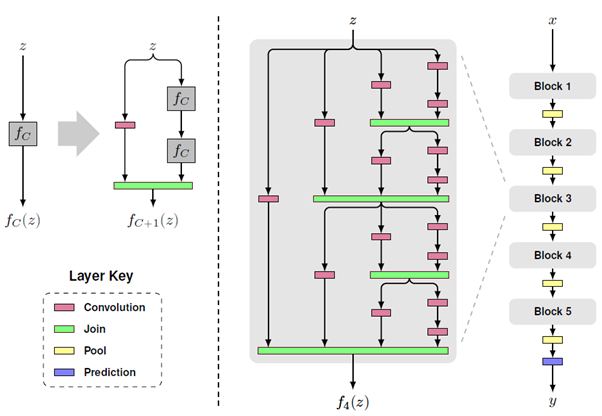 z
f_C
f_C(z)
z
f_C
f_C
f_{C+1}(z)
Layer Key
Convolution
Join
Pool
Prediction
z
f_4(z)
x
Block 1
Block 2
Block 3
Block 4
Block 5
y